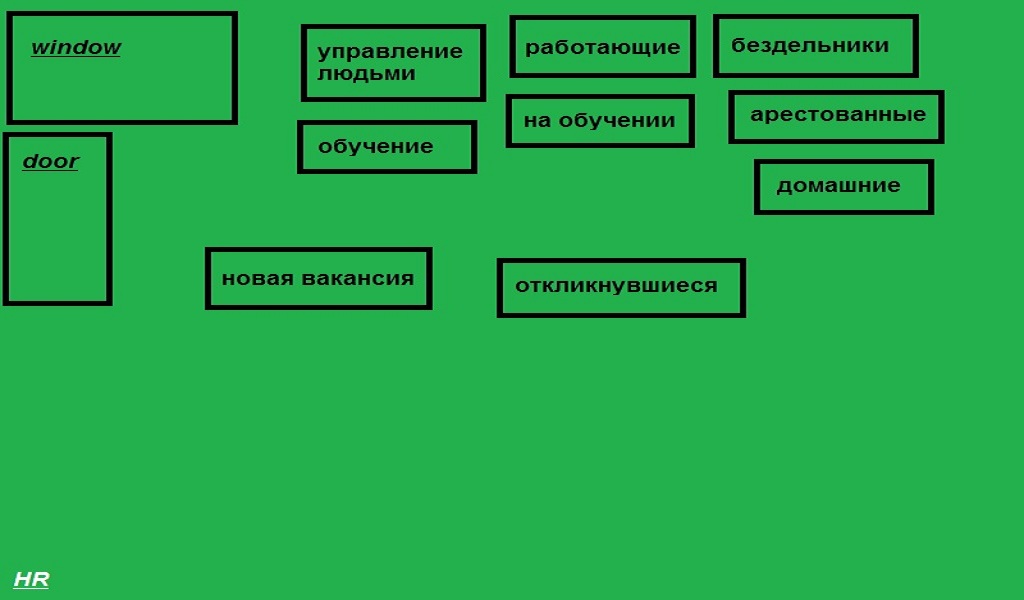 window
управление
людьми
работающие
бездельники
door
обучение
на обучении
арестованные
домашние
новая вакансия
откликнувшиеся
HR